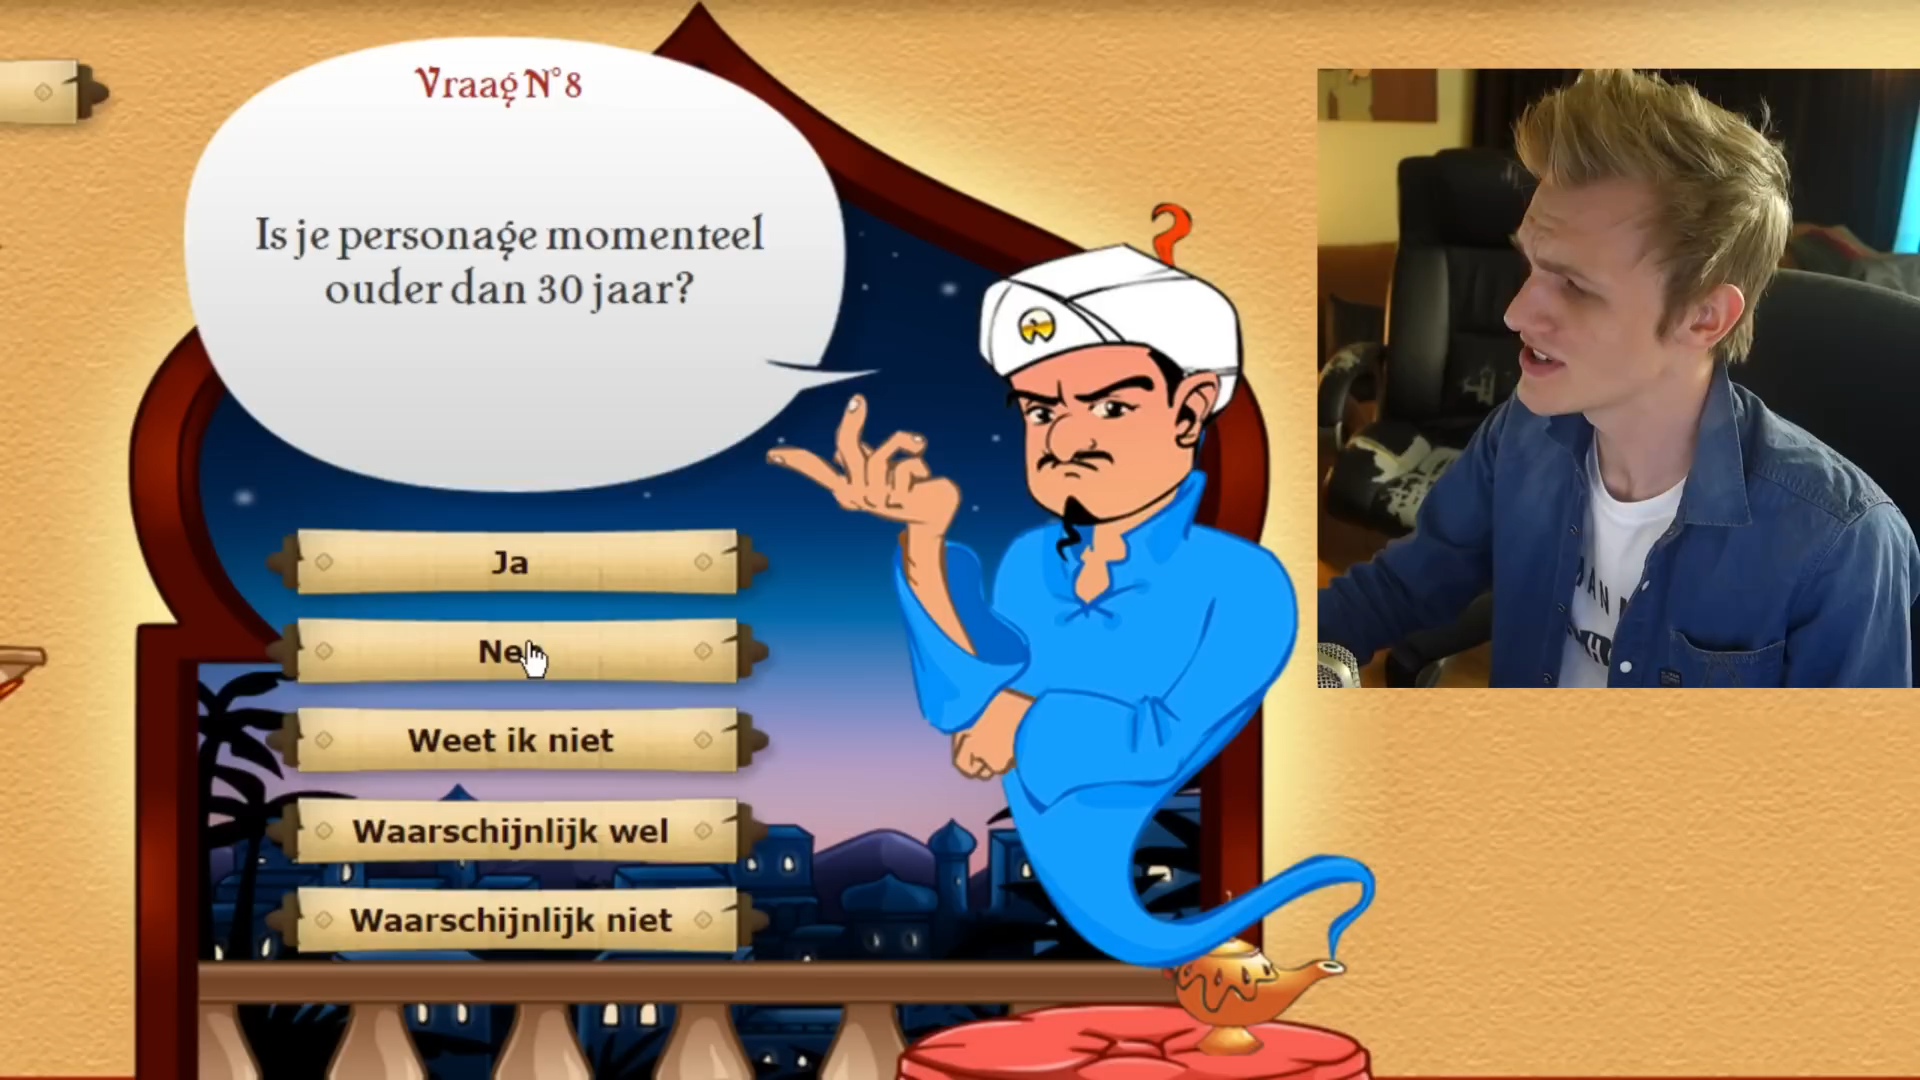 Vraag N°8
Is je personage momenteel
ouder dan 30 jaar?
Ja
Weet ik niet
Waarschijnlijk wel
Waarschijnlijk niet